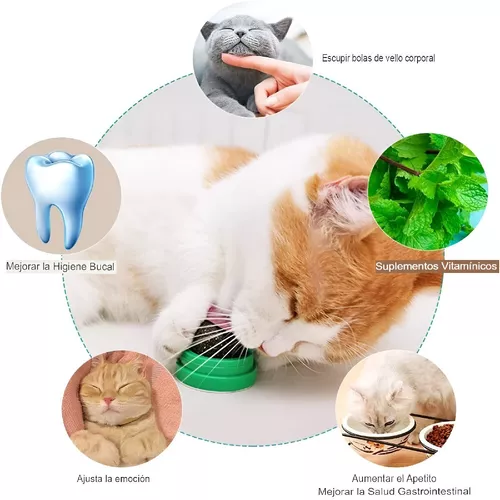 Escupir bolas de vello corporal
Mejorar la Higiene Bucal
Suplementos Vitamínicos
Ajusta la emoción
Aumentar el Apetito
Mejorar la Salud Gastrointestinal